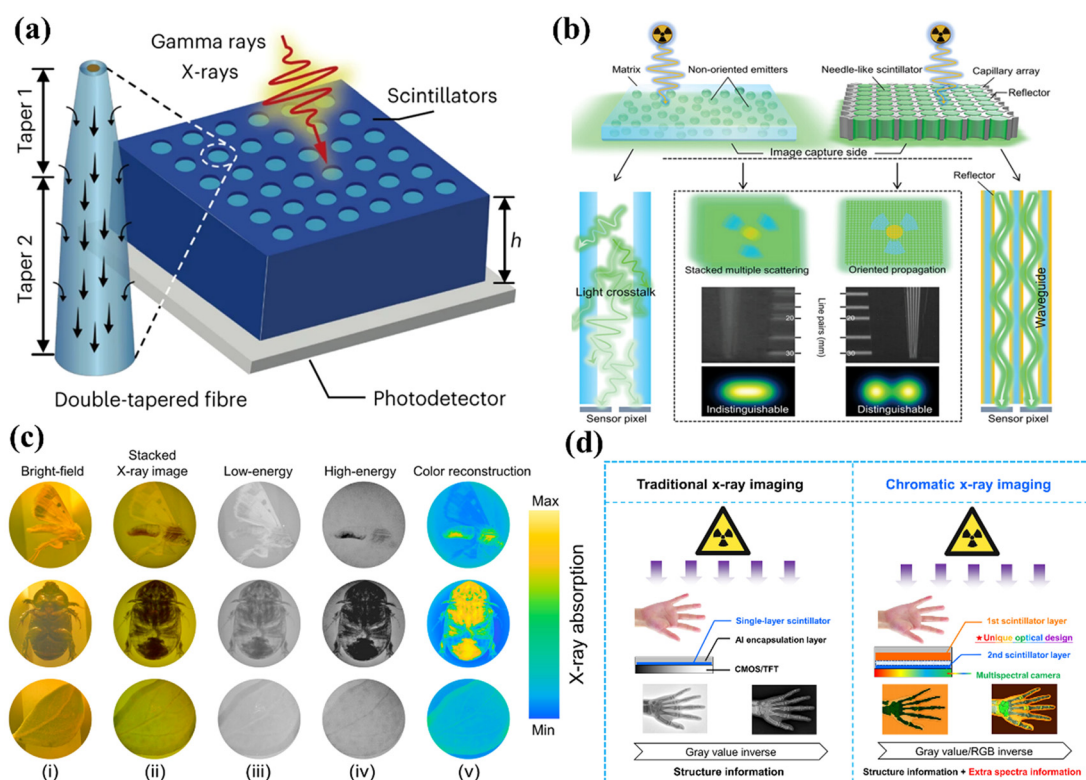 (a)
Gamma rays
X-rays
Scintillators
Taper 1
Taper 2
h
Double-tapered fibre
Photodetector
(b)
Matrix
Non-oriented emitters
Needle-like scintillator
Capillary array
Reflector
Image capture side
Reflector
Stacked multiple scattering
Oriented propagation
Light crosstalk
Line pairs (mm)
20
20
30
30
Waveguide
Indistinguishable
Distinguishable
Sensor pixel
Sensor pixel
(c)
Bright-field
Stacked
X-ray image
Low-energy
High-energy
Color reconstruction
Max
X-ray absorption
Min
(i)
(ii)
(iii)
(iv)
(v)
(d)
Traditional x-ray imaging
Chromatic x-ray imaging
Single-layer scintillator
Al encapsulation layer
CMOS/TFT
1st scintillator layer
★Unique optical design
2nd scintillator layer
Multispectral camera
Gray value inverse
Gray value/RGB inverse
Structure information
Structure information + Extra spectra information